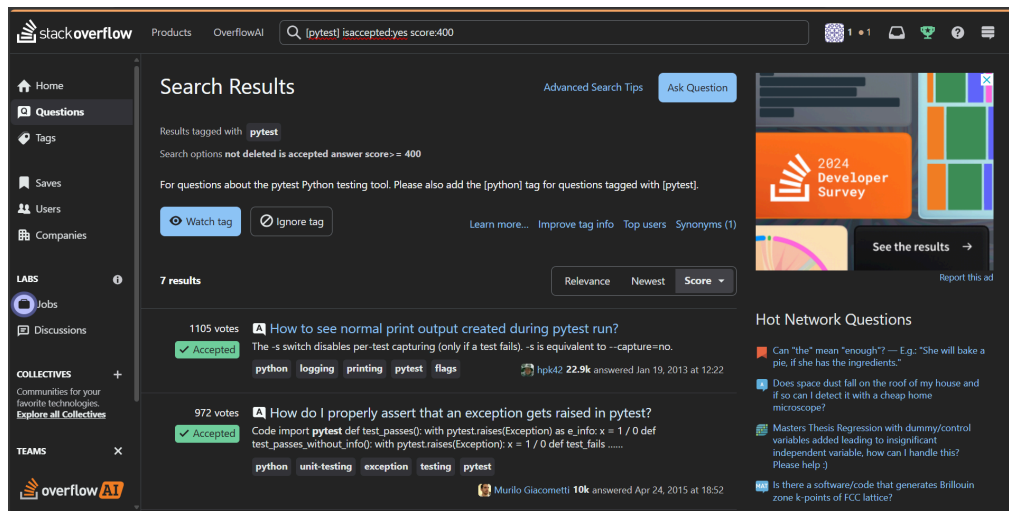 stackoverflow
Products
OverflowAI
[pytest] isaccepted:yes score:400
1 •1
Home
Questions
Tags
Saves
Users
Companies
LABS
Jobs
Discussions
COLLECTIVES
Communities for your
favorite technologies.
Explore all Collectives
TEAMS
overflow AI
Search Results
Advanced Search Tips
Ask Question
Results tagged with pytest
Search options not deleted is accepted answer score>= 400
For questions about the pytest Python testing tool. Please also add the [python] tag for questions tagged with [pytest].
Watch tag
Ignore tag
Learn more...
Improve tag info
Top users
Synonyms (1)
7 results
Relevance
Newest
Score
1105 votes
Accepted
A How to see normal print output created during pytest run?
The -s switch disables per-test capturing (only if a test fails). -s is equivalent to --capture=no.
python logging printing pytest flags
hpk42 22.9k answered Jan 19, 2013 at 12:22
972 votes
Accepted
A How do I properly assert that an exception gets raised in pytest?
Code import pytest def test_passes(): with pytest.raises(Exception) as e_info: x = 1 / 0 def
test_passes_without_info(): with pytest.raises(Exception): x = 1 / 0 def test_fails ……
python unit-testing exception testing pytest
Murilo Giacometti 10k answered Apr 24, 2015 at 18:52
2024
Developer
Survey
See the results →
Report this ad
Hot Network Questions
Can "the" mean "enough"? — E.g.: "She will bake a
pie, if she has the ingredients."
Does space dust fall on the roof of my house and
if so can I detect it with a cheap home
microscope?
Masters Thesis Regression with dummy/control
variables added leading to insignificant
independent variable, how can I handle this?
Please help :)
MAT Is there a software/code that generates Brillouin
zone k-points of FCC lattice?